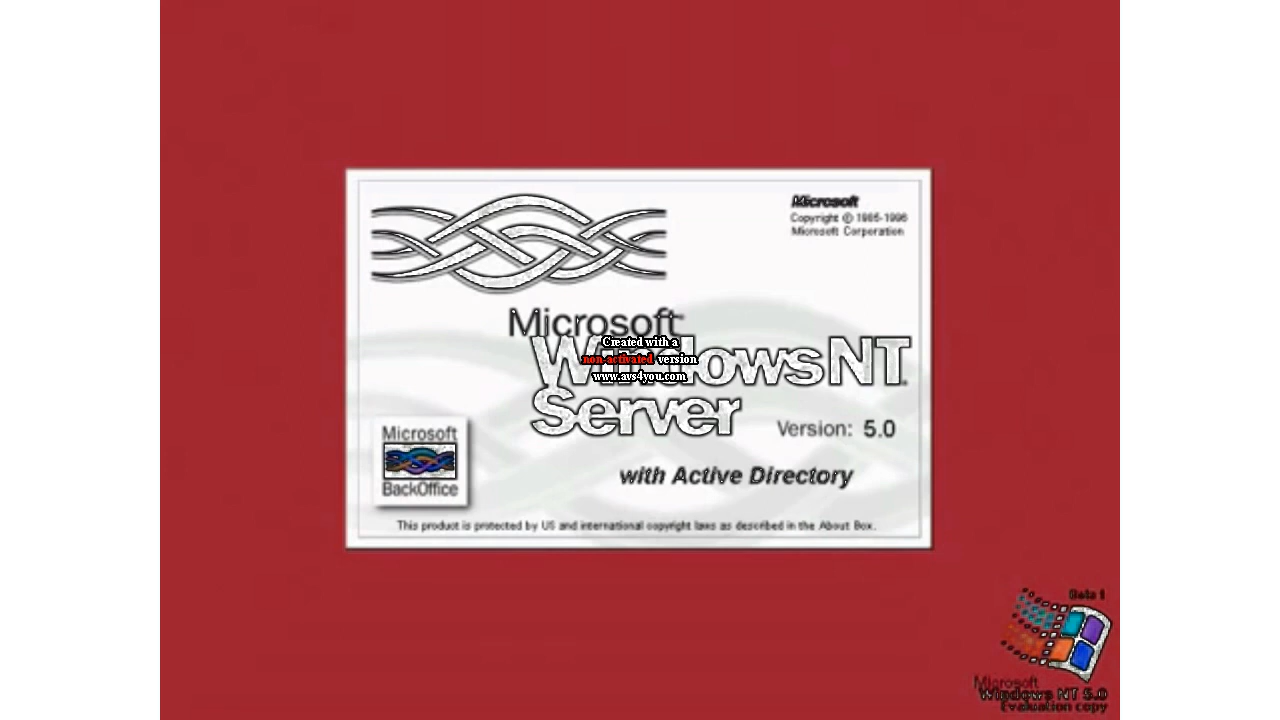 Microsoft
Copyright © 1985-1996
Microsoft Corporation
Microsoft
Windows NT
Server
Created with a
non-activated version
www.avs4you.com
Version: 5.0
with Active Directory
Microsoft
BackOffice
This product is protected by US and international copyright laws as described in the About Box.
Beta 1
Microsoft
Windows NT 5.0
Evaluation copy